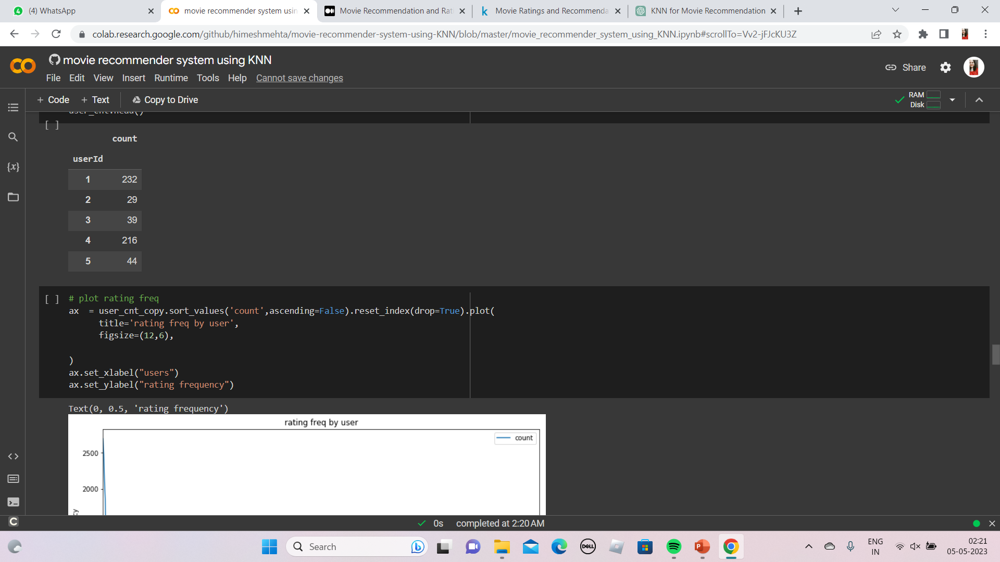 (4) WhatsApp
movie recommender system usin
Movie Recommendation and Rati
Movie Ratings and Recommenda
KNN for Movie Recommendation
colab.research.google.com/github/himeshmehta/movie-recommender-system-using-KNN/blob/master/movie_recommender_system_using_KNN.ipynb#scrollTo=Vv2-jFJcKU3Z
movie recommender system using KNN
Share
File Edit View Insert Runtime Tools Help Cannot save changes
+ Code + Text Copy to Drive
RAM
Disk
user_cnt.head()
[ ]
count
userId
1 232
2 29
3 39
4 216
5 44
[ ] # plot rating freq
ax = user_cnt_copy.sort_values('count',ascending=False).reset_index(drop=True).plot(
title='rating freq by user',
figsize=(12,6),
)
ax.set_xlabel("users")
ax.set_ylabel("rating frequency")
Text(0, 0.5, 'rating frequency')
rating freq by user
count
2500
2000
cy
0s completed at 2:20 AM
Search
DELL
ENG
IN
02:21
05-05-2023